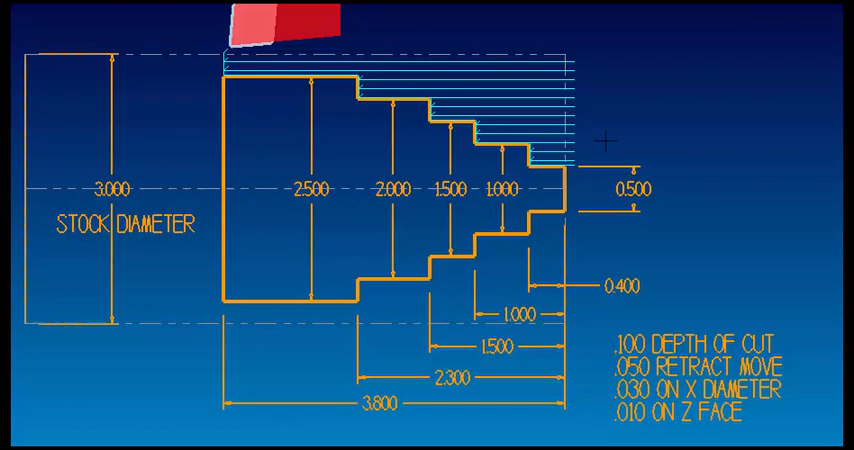 3.000
2.500
2.000
1.500
1.000
0.500
STOCK DIAMETER
0.400
1.000
1.500
2.300
3.800
.100 DEPTH OF CUT
.050 RETRACT MOVE
.030 ON X DIAMETER
.010 ON Z FACE